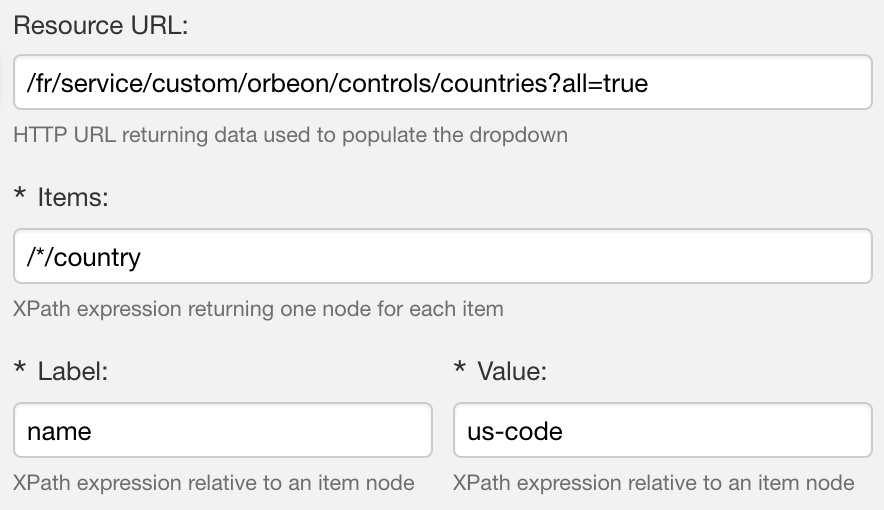 Resource URL:
/fr/service/custom/orbeon/controls/countries?all=true
HTTP URL returning data used to populate the dropdown
* Items:
/*/country
XPath expression returning one node for each item
* Label:
* Value:
name
us-code
XPath expression relative to an item node
XPath expression relative to an item node